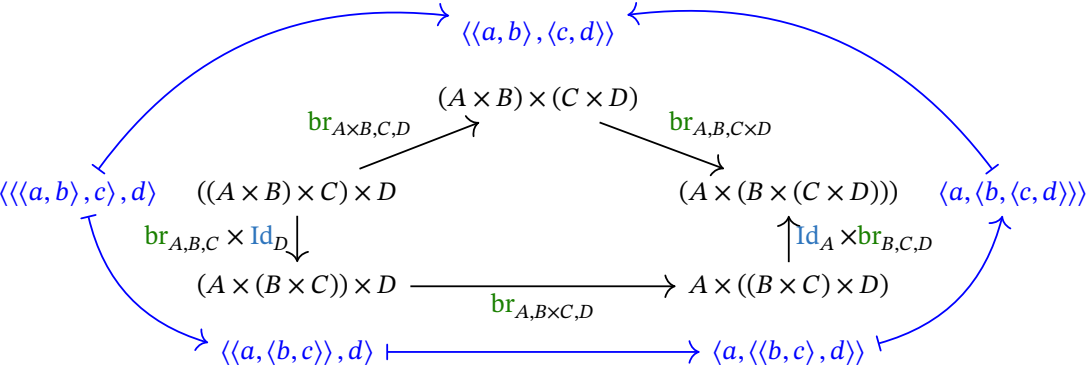 ⟨⟨a, b⟩ , ⟨c, d⟩⟩
(A × B) × (C × D)
br_{A×B,C,D} br_{A,B,C×D}
⟨⟨⟨a, b⟩ , c⟩ , d⟩ ((A × B) × C) × D (A × (B × (C × D))) ⟨a, ⟨b, ⟨c, d⟩⟩⟩
br_{A,B,C} × Id_D Id_A × br_{B,C,D}
(A × (B × C)) × D A × ((B × C) × D)
br_{A,B×C,D}
⟨⟨a, ⟨b, c⟩⟩ , d⟩ ⟨a, ⟨⟨b, c⟩ , d⟩⟩